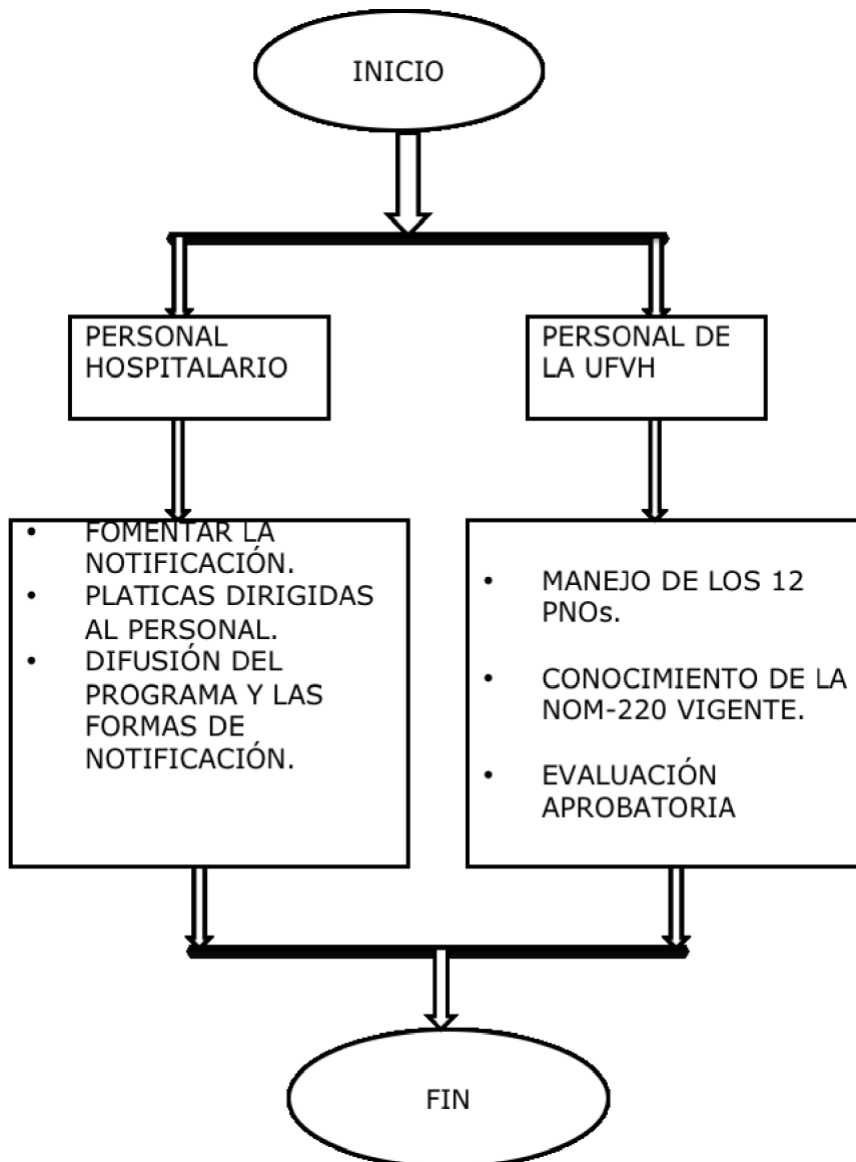 INICIO
PERSONAL
HOSPITALARIO
PERSONAL DE
LA UFVH
• FOMENTAR LA
NOTIFICACIÓN.
• PLATICAS DIRIGIDAS
AL PERSONAL.
• DIFUSIÓN DEL
PROGRAMA Y LAS
FORMAS DE
NOTIFICACIÓN.
• MANEJO DE LOS 12
PNOs.
• CONOCIMIENTO DE LA
NOM-220 VIGENTE.
• EVALUACIÓN
APROBATORIA
FIN